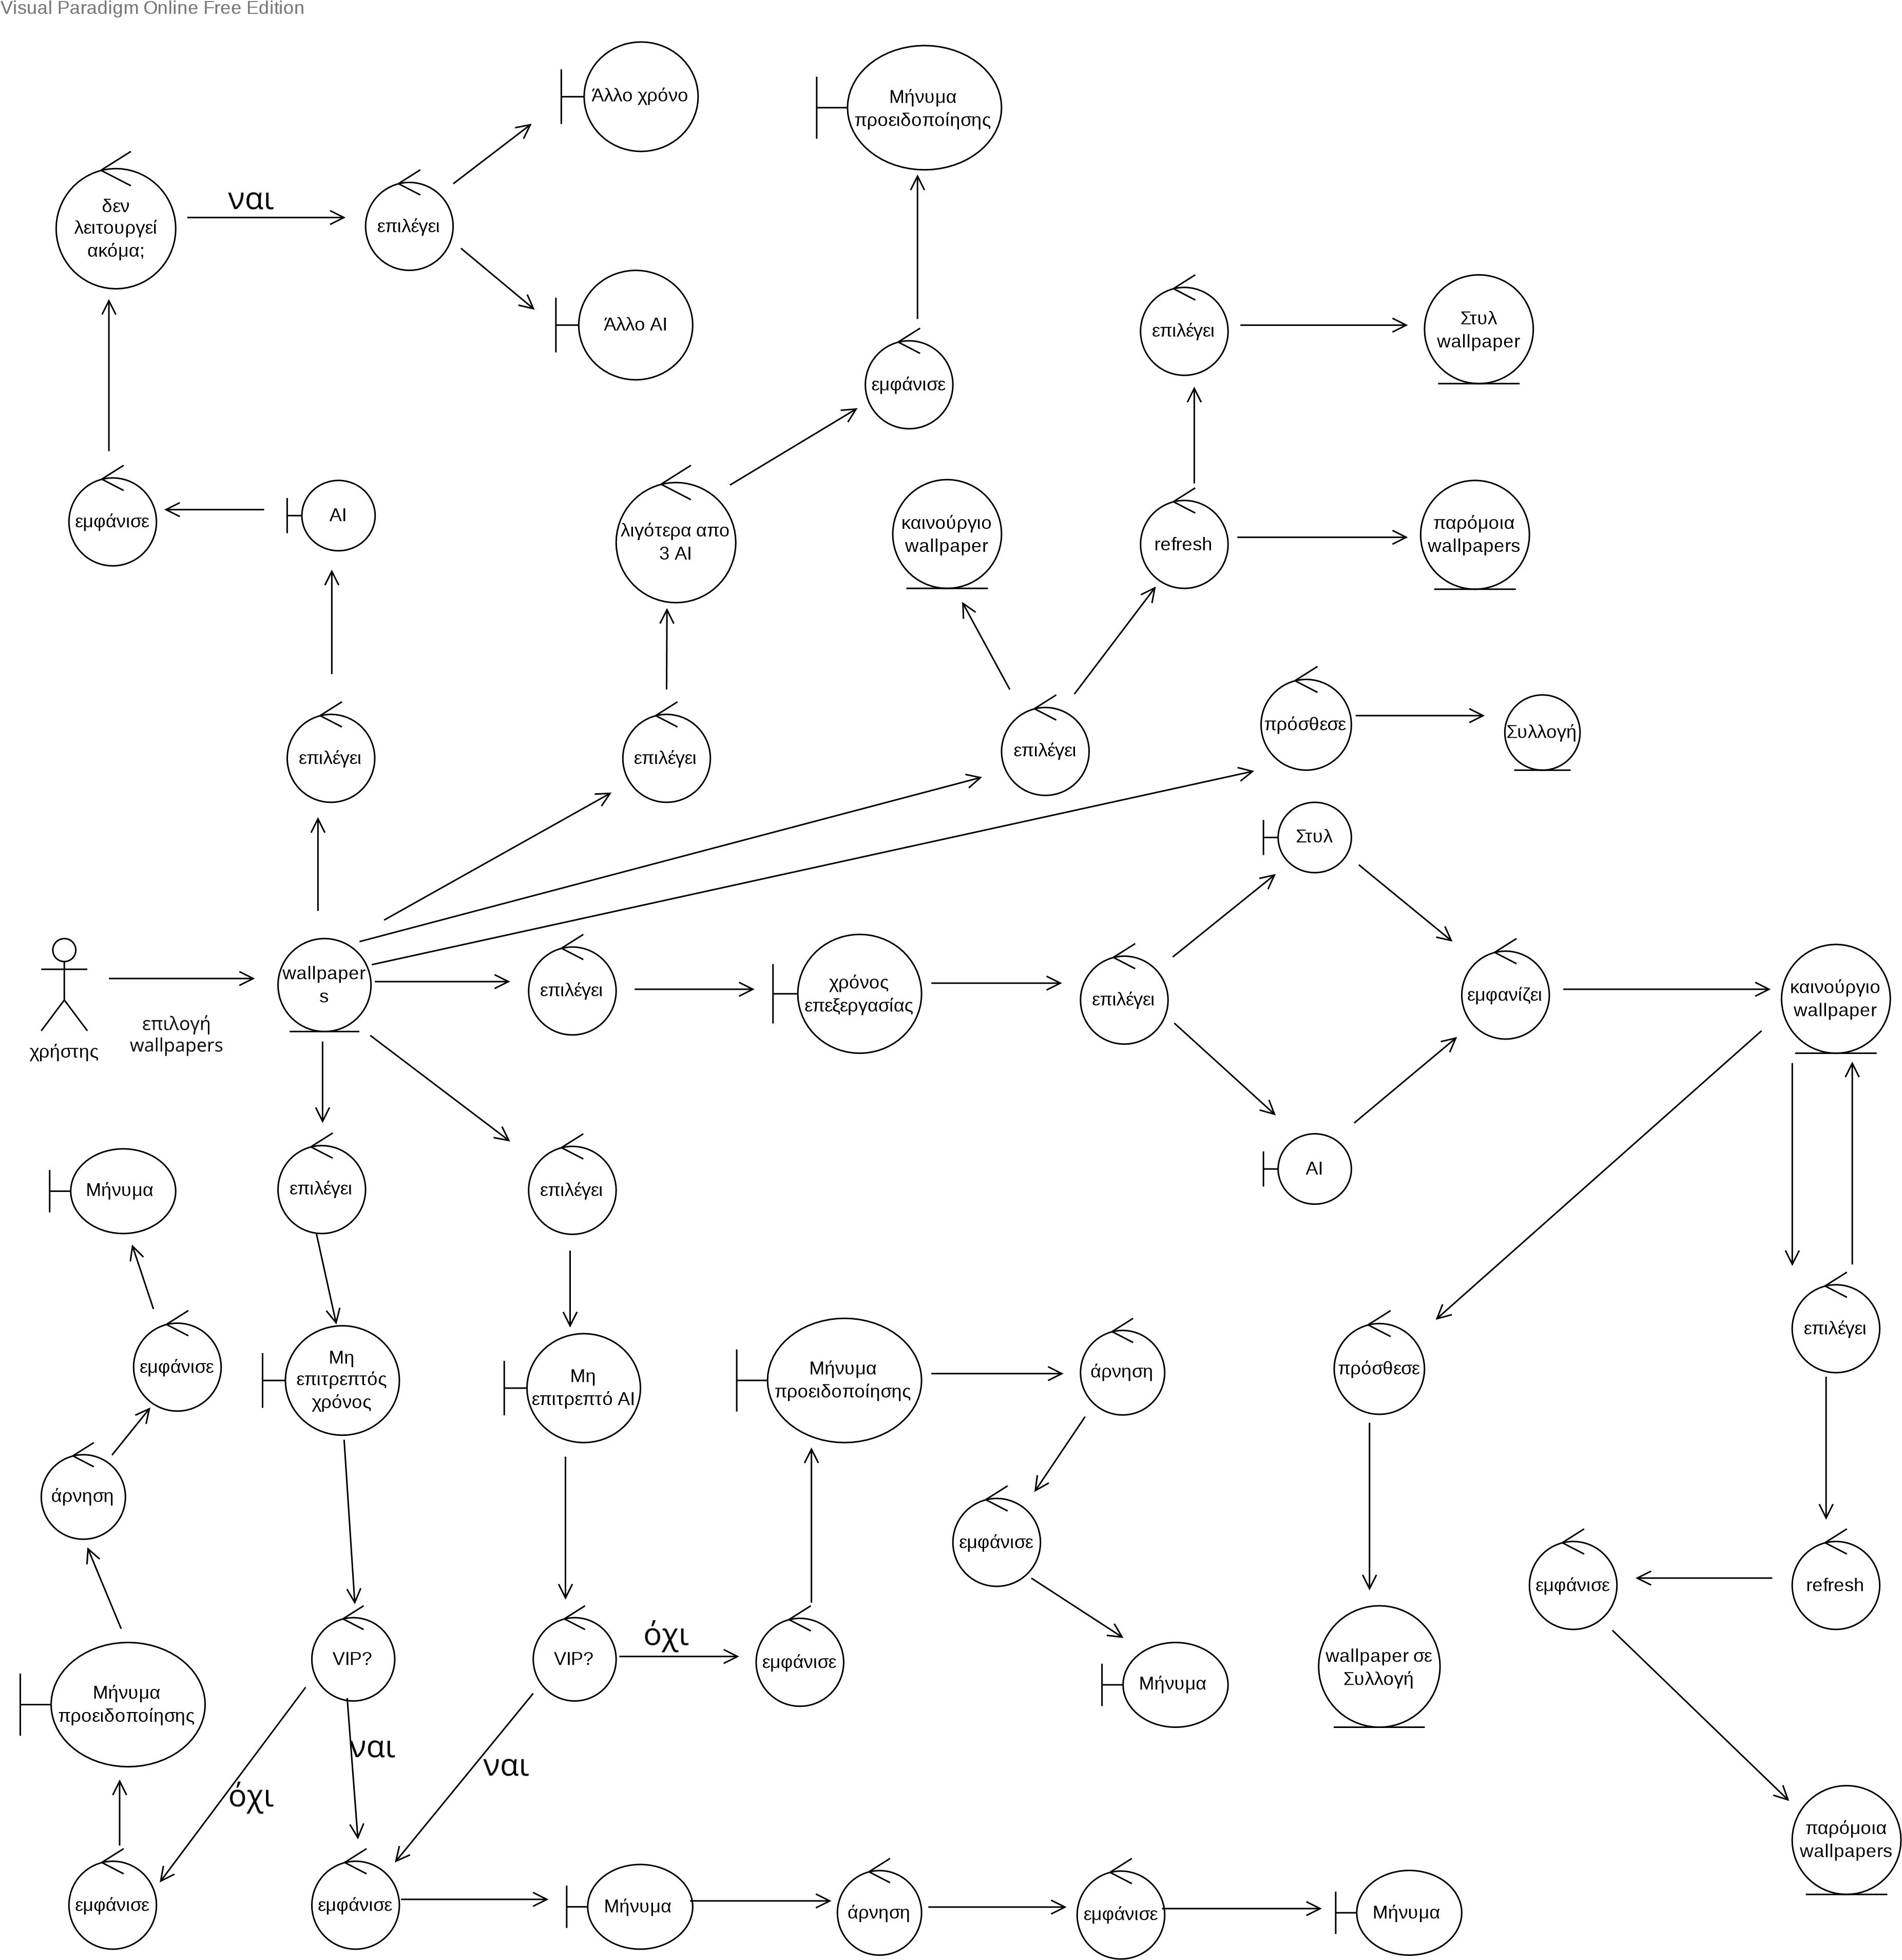 Visual Paradigm Online Free Edition
Άλλο χρόνο
Μήνυμα
προειδοποίησης
δεν
λειτουργεί
ακόμα;
ναι
επιλέγει
Άλλο AI
επιλέγει
Στυλ
wallpaper
εμφάνισε
εμφάνισε
AI
λιγότερα απο
3 AI
καινούργιο
wallpaper
refresh
παρόμοια
wallpapers
επιλέγει
επιλέγει
επιλέγει
πρόσθεσε
Συλλογή
Στυλ
χρήστης
επιλογή
wallpapers
wallpaper
s
επιλέγει
χρόνος
επεξεργασίας
επιλέγει
εμφανίζει
καινούργιο
wallpaper
AI
Μήνυμα
επιλέγει
επιλέγει
εμφάνισε
Μη
επιτρεπτός
χρόνος
Μη
επιτρεπτό AI
Μήνυμα
προειδοποίησης
άρνηση
πρόσθεσε
επιλέγει
άρνηση
εμφάνισε
εμφάνισε
refresh
Μήνυμα
προειδοποίησης
VIP?
VIP?
όχι
εμφάνισε
Μήνυμα
wallpaper σε
Συλλογή
όχι
ναι
ναι
παρόμοια
wallpapers
εμφάνισε
εμφάνισε
Μήνυμα
άρνηση
εμφάνισε
Μήνυμα